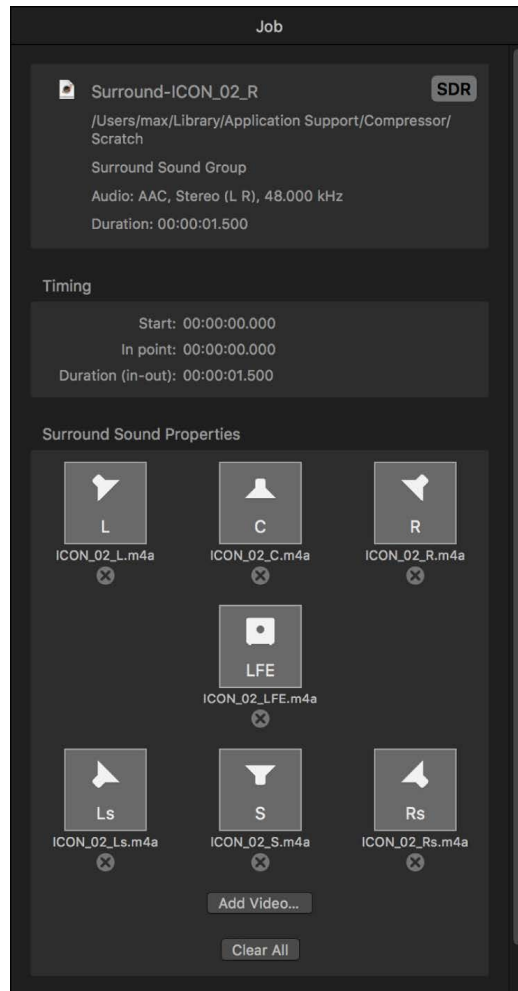 Job
Surround-ICON_02_R
SDR
/Users/max/Library/Application Support/Compressor/
Scratch
Surround Sound Group
Audio: AAC, Stereo (L R), 48.000 kHz
Duration: 00:00:01.500
Timing
Start: 00:00:00.000
In point: 00:00:00.000
Duration (in-out): 00:00:01.500
Surround Sound Properties
L C R
ICON_02_L.m4a ICON_02_C.m4a ICON_02_R.m4a
LFE
ICON_02_LFE.m4a
Ls S Rs
ICON_02_Ls.m4a ICON_02_S.m4a ICON_02_Rs.m4a
Add Video...
Clear All